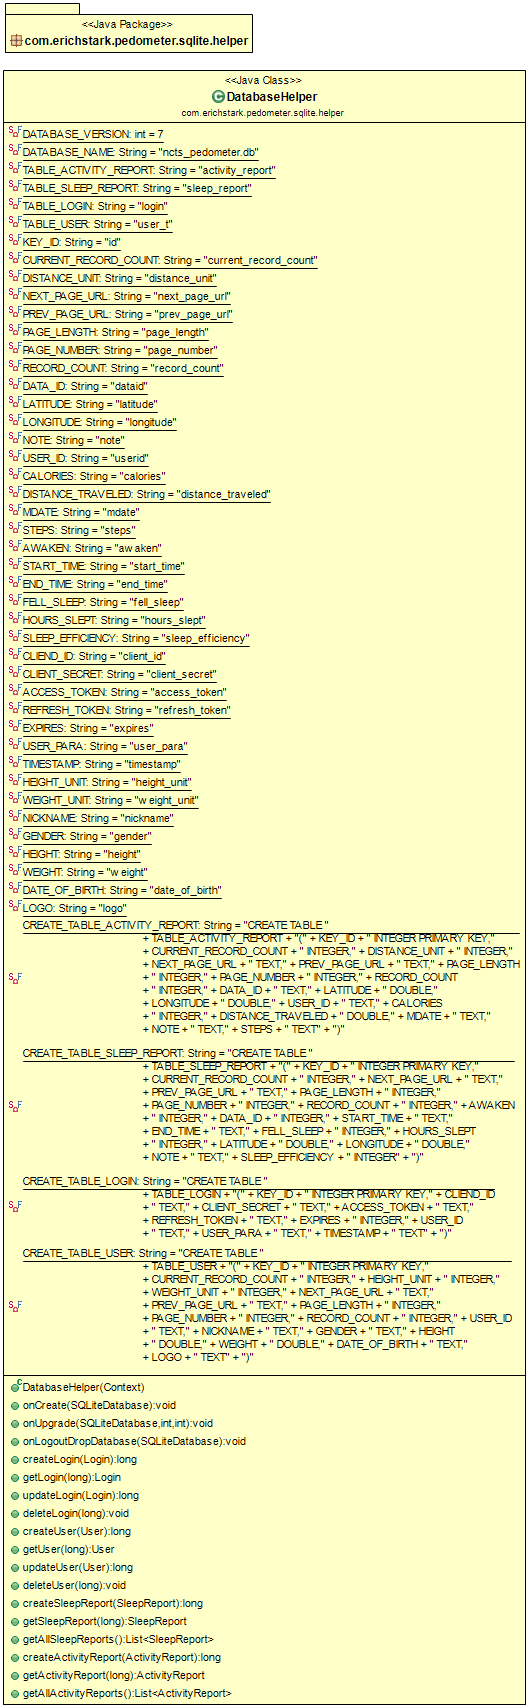 <<Java Package>>
com.erichstark.pedometer.sqlite.helper
<<Java Class>>
DatabaseHelper
com.erichstark.pedometer.sqlite.helper
DATABASE_VERSION: int = 7
DATABASE_NAME: String = "ncts_pedometer.db"
TABLE_ACTIVITY_REPORT: String = "activity_report"
TABLE_SLEEP_REPORT: String = "sleep_report"
TABLE_LOGIN: String = "login"
TABLE_USER: String = "user_t"
KEY_ID: String = "id"
CURRENT_RECORD_COUNT: String = "current_record_count"
DISTANCE_UNIT: String = "distance_unit"
NEXT_PAGE_URL: String = "next_page_url"
PREV_PAGE_URL: String = "prev_page_url"
PAGE_LENGTH: String = "page_length"
PAGE_NUMBER: String = "page_number"
RECORD_COUNT: String = "record_count"
DATA_ID: String = "dataid"
LATITUDE: String = "latitude"
LONGITUDE: String = "longitude"
NOTE: String = "note"
USER_ID: String = "userid"
CALORIES: String = "calories"
DISTANCE_TRAVELED: String = "distance_traveled"
MDATE: String = "mdate"
STEPS: String = "steps"
AWAKEN: String = "awaken"
START_TIME: String = "start_time"
END_TIME: String = "end_time"
FELL_SLEEP: String = "fell_sleep"
HOURS_SLEPT: String = "hours_slept"
SLEEP_EFFICIENCY: String = "sleep_efficiency"
CLIEND_ID: String = "client_id"
CLIENT_SECRET: String = "client_secret"
ACCESS_TOKEN: String = "access_token"
REFRESH_TOKEN: String = "refresh_token"
EXPIRES: String = "expires"
USER_PARA: String = "user_para"
TIMESTAMP: String = "timestamp"
HEIGHT_UNIT: String = "height_unit"
WEIGHT_UNIT: String = "weight_unit"
NICKNAME: String = "nickname"
GENDER: String = "gender"
HEIGHT: String = "height"
WEIGHT: String = "weight"
DATE_OF_BIRTH: String = "date_of_birth"
LOGO: String = "logo"
CREATE_TABLE_ACTIVITY_REPORT: String = "CREATE TABLE "
+ TABLE_ACTIVITY_REPORT + "(" + KEY_ID + " INTEGER PRIMARY KEY,"
+ CURRENT_RECORD_COUNT + " INTEGER," + DISTANCE_UNIT + " INTEGER,"
+ NEXT_PAGE_URL + " TEXT," + PREV_PAGE_URL + " TEXT," + PAGE_LENGTH
+ " INTEGER," + PAGE_NUMBER + " INTEGER," + RECORD_COUNT
+ " INTEGER," + DATA_ID + " TEXT," + LATITUDE + " DOUBLE,"
+ LONGITUDE + " DOUBLE," + USER_ID + " TEXT," + CALORIES
+ " INTEGER," + DISTANCE_TRAVELED + " DOUBLE," + MDATE + " TEXT,"
+ NOTE + " TEXT," + STEPS + " TEXT" + ")"
CREATE_TABLE_SLEEP_REPORT: String = "CREATE TABLE "
+ TABLE_SLEEP_REPORT + "(" + KEY_ID + " INTEGER PRIMARY KEY,"
+ CURRENT_RECORD_COUNT + " INTEGER," + NEXT_PAGE_URL + " TEXT,"
+ PREV_PAGE_URL + " TEXT," + PAGE_LENGTH + " INTEGER,"
+ PAGE_NUMBER + " INTEGER," + RECORD_COUNT + " INTEGER," + AWAKEN
+ " INTEGER," + DATA_ID + " INTEGER," + START_TIME + " TEXT,"
+ END_TIME + " TEXT," + FELL_SLEEP + " INTEGER," + HOURS_SLEPT
+ " INTEGER," + LATITUDE + " DOUBLE," + LONGITUDE + " DOUBLE,"
+ NOTE + " TEXT," + SLEEP_EFFICIENCY + " INTEGER" + ")"
CREATE_TABLE_LOGIN: String = "CREATE TABLE "
+ TABLE_LOGIN + "(" + KEY_ID + " INTEGER PRIMARY KEY," + CLIEND_ID
+ " TEXT," + CLIENT_SECRET + " TEXT," + ACCESS_TOKEN + " TEXT,"
+ REFRESH_TOKEN + " TEXT," + EXPIRES + " INTEGER," + USER_ID
+ " TEXT," + USER_PARA + " TEXT," + TIMESTAMP + " TEXT" + ")"
CREATE_TABLE_USER: String = "CREATE TABLE "
+ TABLE_USER + "(" + KEY_ID + " INTEGER PRIMARY KEY,"
+ CURRENT_RECORD_COUNT + " INTEGER," + HEIGHT_UNIT + " INTEGER,"
+ WEIGHT_UNIT + " INTEGER," + NEXT_PAGE_URL + " TEXT,"
+ PREV_PAGE_URL + " TEXT," + PAGE_LENGTH + " INTEGER,"
+ PAGE_NUMBER + " INTEGER," + RECORD_COUNT + " INTEGER," + USER_ID
+ " TEXT," + NICKNAME + " TEXT," + GENDER + " TEXT," + HEIGHT
+ " DOUBLE," + WEIGHT + " DOUBLE," + DATE_OF_BIRTH + " TEXT,"
+ LOGO + " TEXT" + ")"
DatabaseHelper(Context)
onCreate(SQLiteDatabase):void
onUpgrade(SQLiteDatabase,int,int):void
onLogoutDropDatabase(SQLiteDatabase):void
createLogin(Login):long
getLogin(long):Login
updateLogin(Login):long
deleteLogin(long):void
createUser(User):long
getUser(long):User
updateUser(User):long
deleteUser(long):void
createSleepReport(SleepReport):long
getSleepReport(long):SleepReport
getAllSleepReports():List<SleepReport>
createActivityReport(ActivityReport):long
getActivityReport(long):ActivityReport
getAllActivityReports():List<ActivityReport>